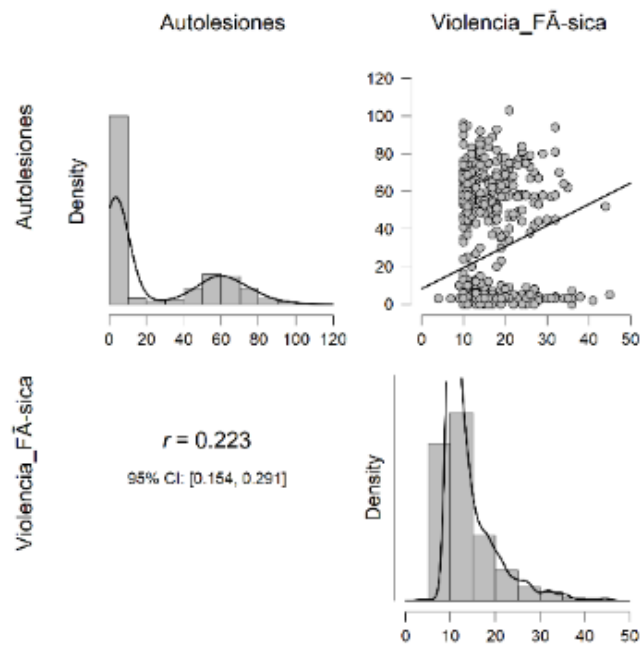 Autolesiones
Violencia_FÃ-sica
Autolesiones
Density
0 20 40 60 80 100 120
120
100
80
60
40
20
0
0 10 20 30 40 50
Violencia_FÃ-sica
r = 0.223
95% CI: [0.154, 0.291]
Density
0 10 20 30 40 50